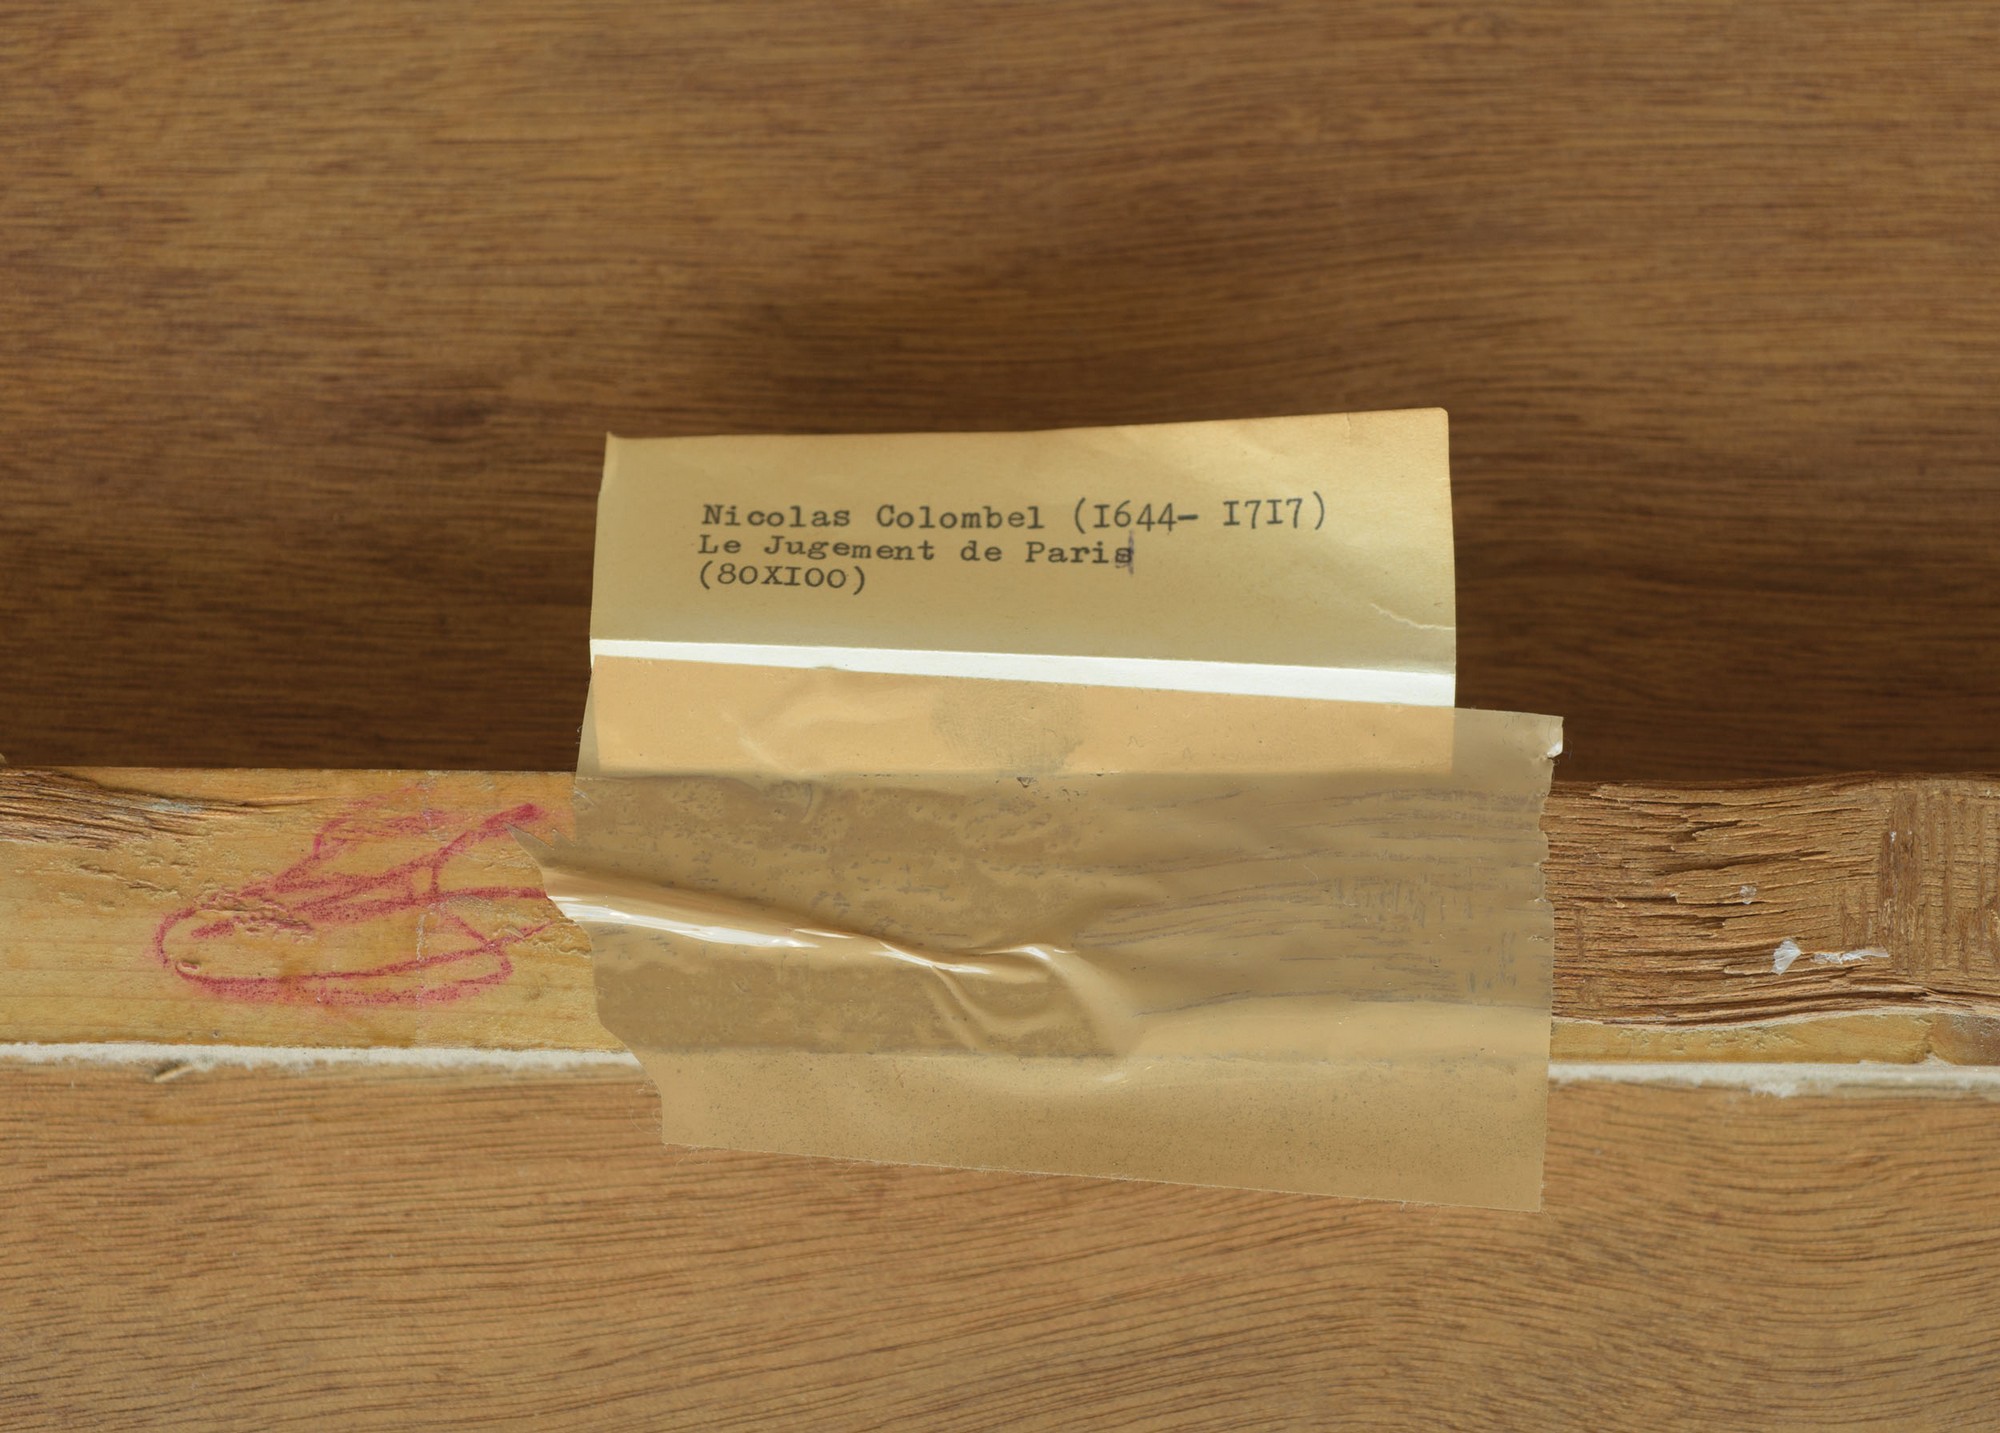 Nicolas Colombel (I644- I7I7)
Le Jugement de Paris
(80XI00)